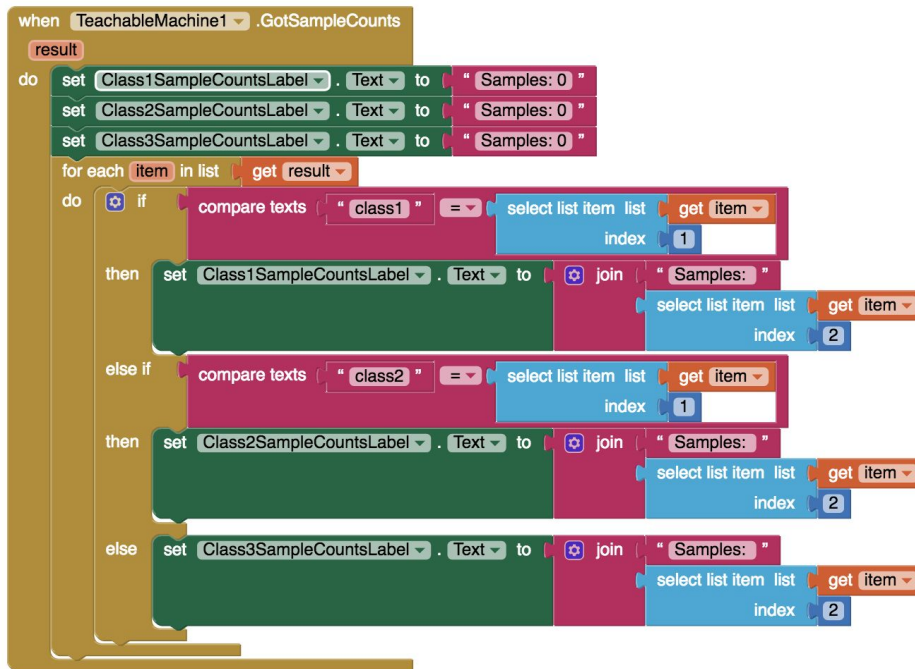 when TeachableMachine1 .GotSampleCounts
result
do set Class1SampleCountsLabel . Text to " Samples: 0 "
set Class2SampleCountsLabel . Text to " Samples: 0 "
set Class3SampleCountsLabel . Text to " Samples: 0 "
for each item in list get result
do if compare texts " class1 " = select list item list get item
index 1
then set Class1SampleCountsLabel . Text to join " Samples: "
select list item list get item
index 2
else if compare texts " class2 " = select list item list get item
index 1
then set Class2SampleCountsLabel . Text to join " Samples: "
select list item list get item
index 2
else set Class3SampleCountsLabel . Text to join " Samples: "
select list item list get item
index 2